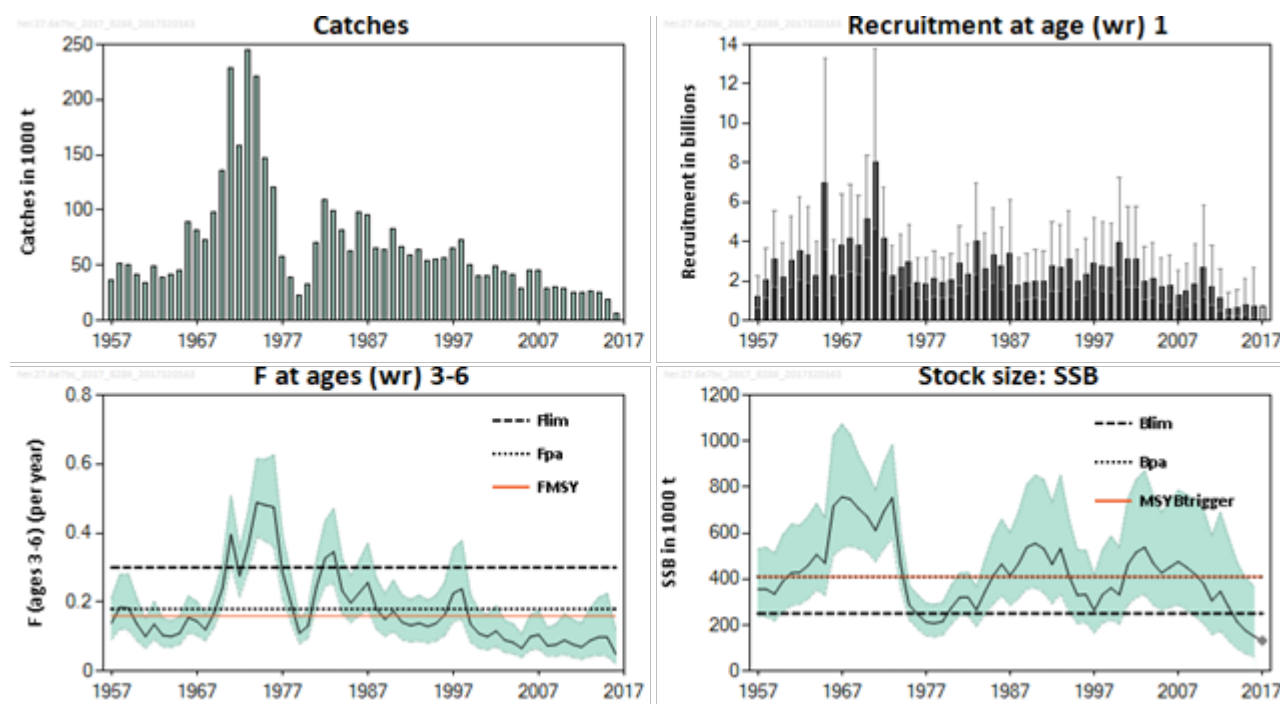 Catches
Catches in 1000 t
250
200
150
100
50
0
1957 1967 1977 1987 1997 2007 2017
Recruitment at age (wr) 1
Recruitment in billions
14
12
10
8
6
4
2
0
1957 1967 1977 1987 1997 2007 2017
F at ages (wr) 3-6
F (ages 3-6) (per year)
0.8
0.6
0.4
0.2
0
Flim
Fpa
FMSY
1957 1967 1977 1987 1997 2007 2017
Stock size: SSB
SSB in 1000 t
1200
1000
800
600
400
200
0
Blim
Bpa
MSYBtrigger
1957 1967 1977 1987 1997 2007 2017